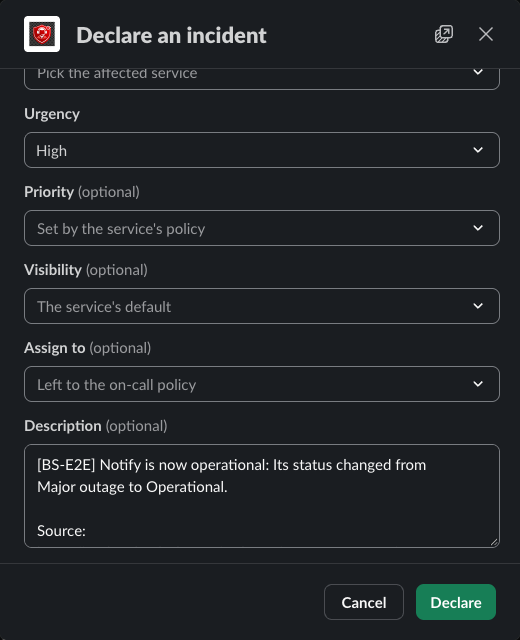 Declare an incident
Pick the affected service
Urgency
High
Priority (optional)
Set by the service's policy
Visibility (optional)
The service's default
Assign to (optional)
Left to the on-call policy
Description (optional)
[BS-E2E] Notify is now operational: Its status changed from
Major outage to Operational.
Source:
Cancel
Declare